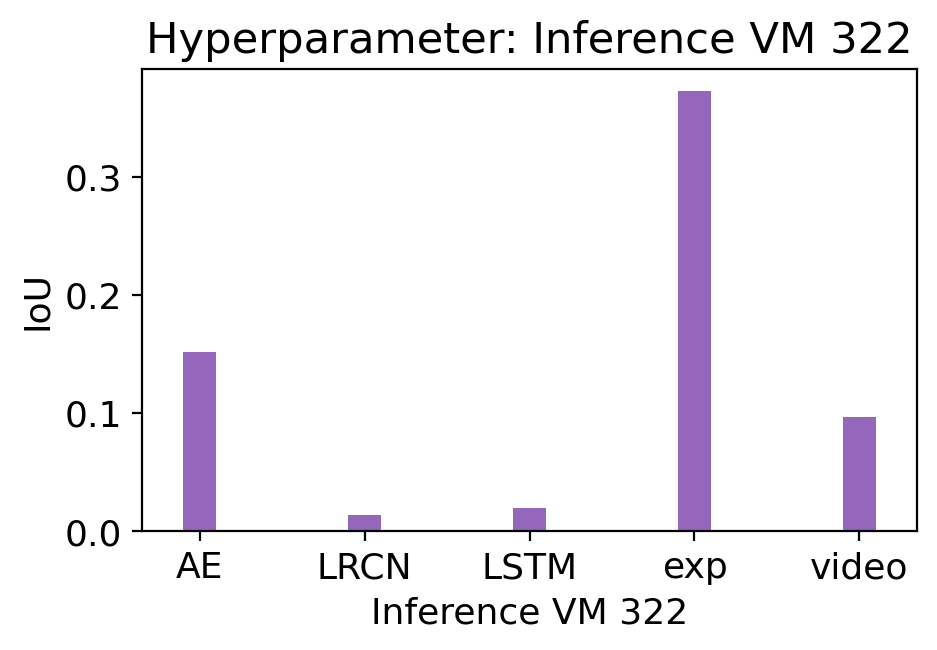 Hyperparameter: Inference VM 322
IoU
0.3
0.2
0.1
0.0
AE LRCN LSTM exp video
Inference VM 322